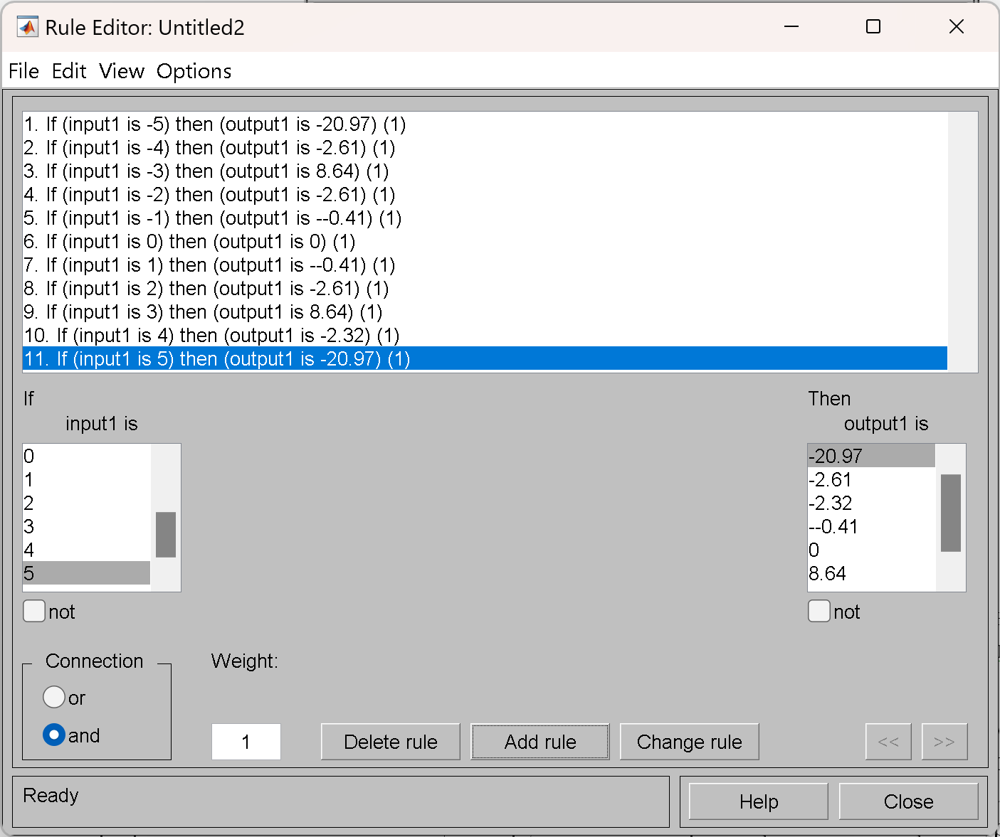 Rule Editor: Untitled2
File Edit View Options
1. If (input1 is -5) then (output1 is -20.97) (1)
2. If (input1 is -4) then (output1 is -2.61) (1)
3. If (input1 is -3) then (output1 is 8.64) (1)
4. If (input1 is -2) then (output1 is -2.61) (1)
5. If (input1 is -1) then (output1 is --0.41) (1)
6. If (input1 is 0) then (output1 is 0) (1)
7. If (input1 is 1) then (output1 is --0.41) (1)
8. If (input1 is 2) then (output1 is -2.61) (1)
9. If (input1 is 3) then (output1 is 8.64) (1)
10. If (input1 is 4) then (output1 is -2.32) (1)
11. If (input1 is 5) then (output1 is -20.97) (1)
If
input1 is
0
1
2
3
4
5
not
Then
output1 is
-20.97
-2.61
-2.32
--0.41
0
8.64
not
Connection
or
and
Weight:
1
Delete rule
Add rule
Change rule
<<
>>
Ready
Help
Close